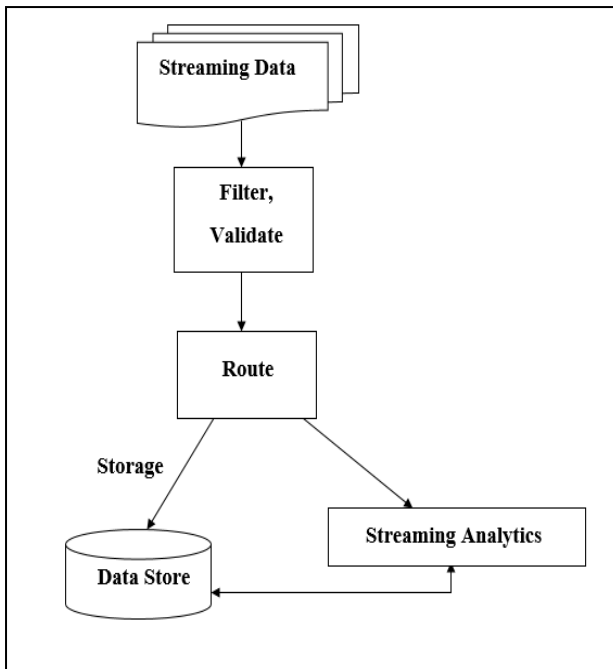 Streaming Data
Filter,
Validate
Route
Storage
Streaming Analytics
Data Store